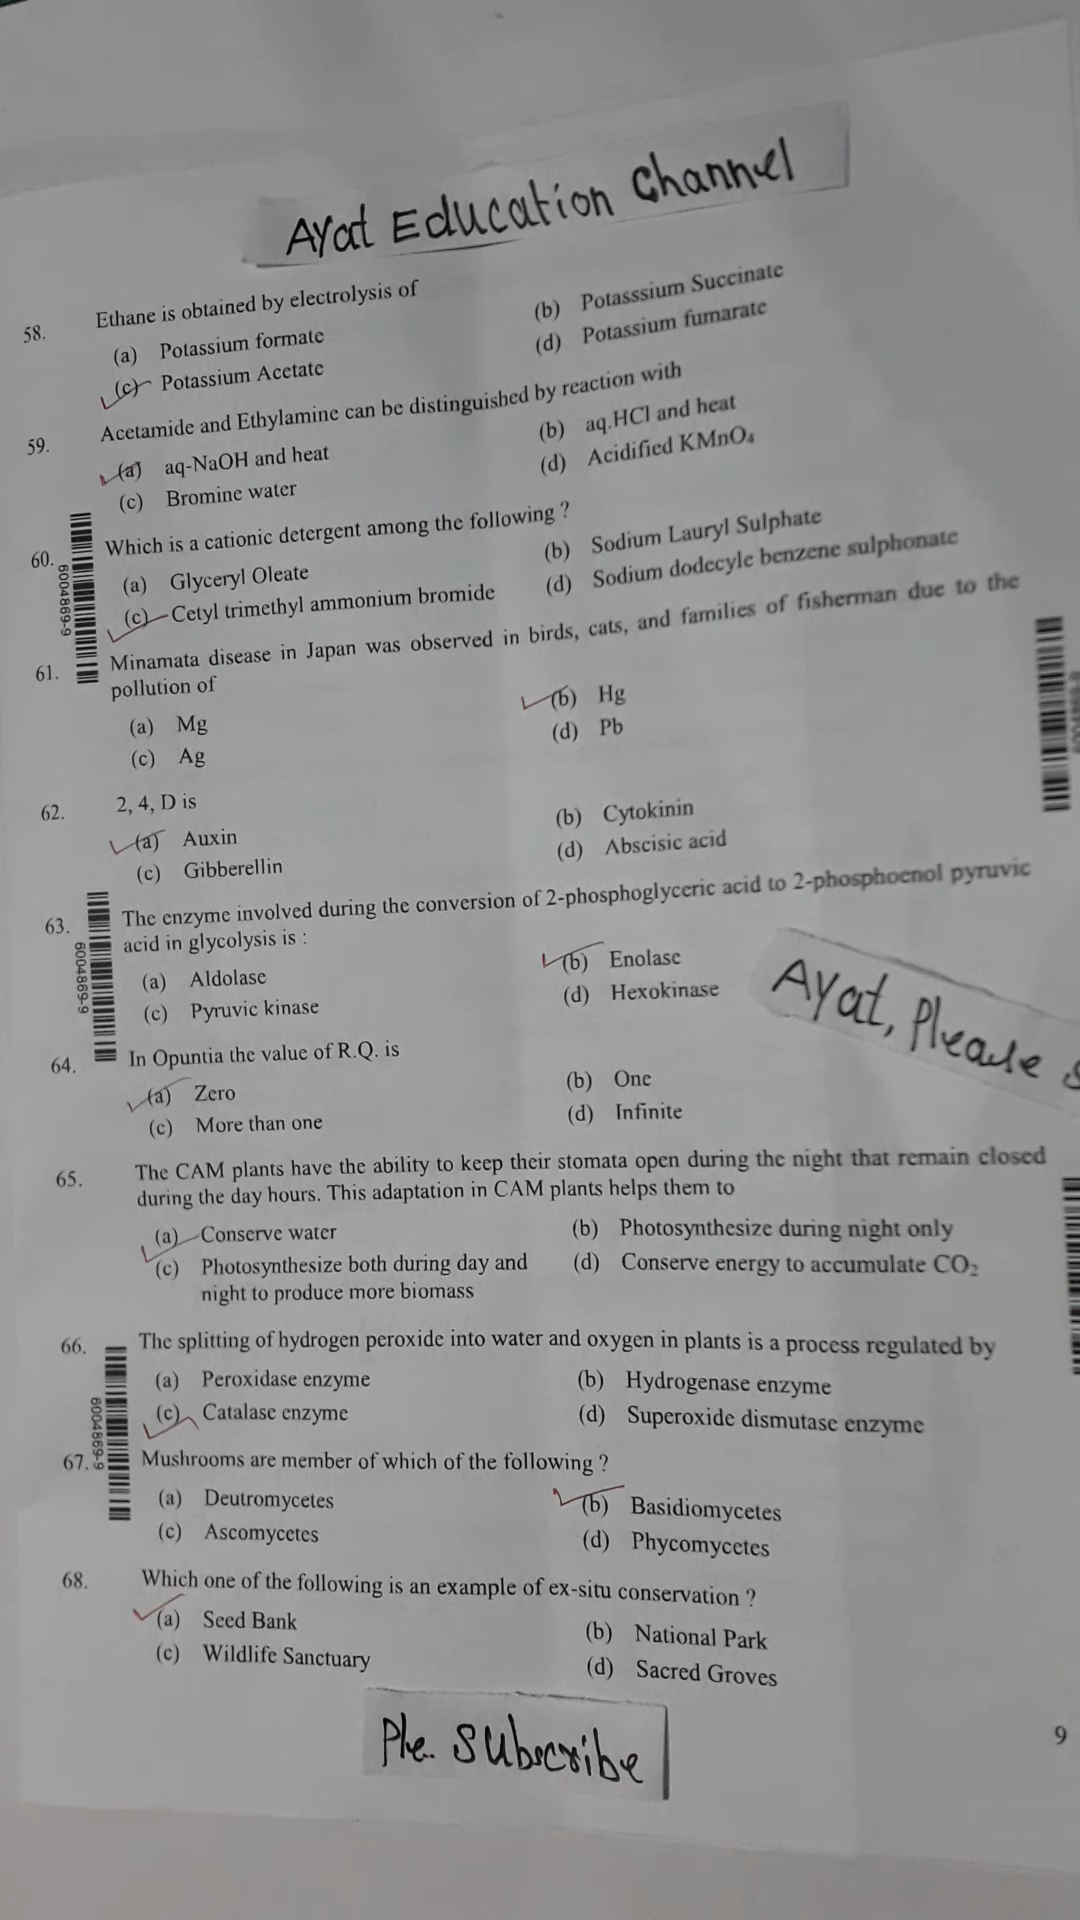 Ayat Education Channel
58. Ethane is obtained by electrolysis of
(a) Potassium formate (b) Potasssium Succinate
(c) Potassium Acetate (d) Potassium fumarate
59. Acetamide and Ethylamine can be distinguished by reaction with
(a) aq-NaOH and heat (b) aq.HCl and heat
(c) Bromine water (d) Acidified KMnO₄
60. Which is a cationic detergent among the following ?
(a) Glyceryl Oleate (b) Sodium Lauryl Sulphate
(c) Cetyl trimethyl ammonium bromide (d) Sodium dodecyle benzene sulphonate
6004869-9
61. Minamata disease in Japan was observed in birds, cats, and families of fisherman due to the
pollution of
(a) Mg (b) Hg
(c) Ag (d) Pb
62. 2, 4, D is
(a) Auxin (b) Cytokinin
(c) Gibberellin (d) Abscisic acid
63. The enzyme involved during the conversion of 2-phosphoglyceric acid to 2-phosphoenol pyruvic
acid in glycolysis is :
(a) Aldolase (b) Enolase
(c) Pyruvic kinase (d) Hexokinase
6004869-9
Ayat, Please
64. In Opuntia the value of R.Q. is
(a) Zero (b) One
(c) More than one (d) Infinite
65. The CAM plants have the ability to keep their stomata open during the night that remain closed
during the day hours. This adaptation in CAM plants helps them to
(a) Conserve water (b) Photosynthesize during night only
(c) Photosynthesize both during day and (d) Conserve energy to accumulate CO₂
night to produce more biomass
66. The splitting of hydrogen peroxide into water and oxygen in plants is a process regulated by
(a) Peroxidase enzyme (b) Hydrogenase enzyme
(c) Catalase enzyme (d) Superoxide dismutase enzyme
6004869-9
67. Mushrooms are member of which of the following ?
(a) Deutromycetes (b) Basidiomycetes
(c) Ascomycetes (d) Phycomycetes
68. Which one of the following is an example of ex-situ conservation ?
(a) Seed Bank (b) National Park
(c) Wildlife Sanctuary (d) Sacred Groves
Ple. Subscribe
9